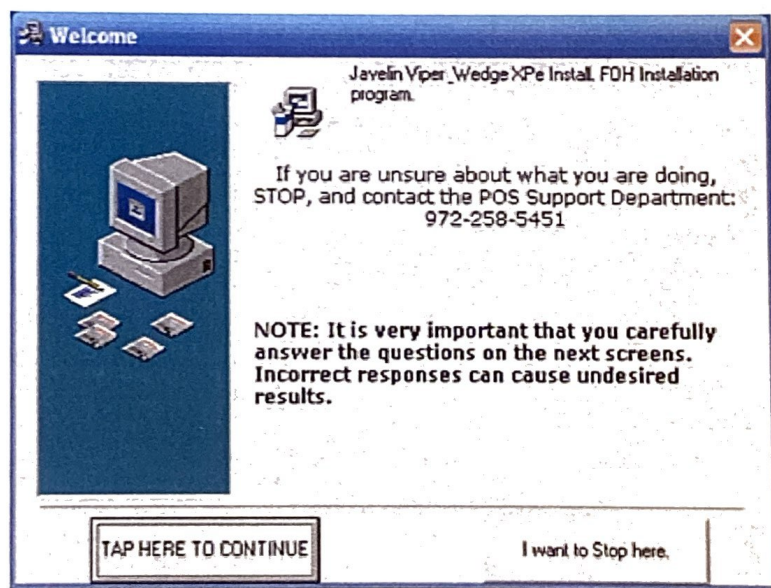 Welcome
Javelin Viper_Wedge XPe Install. FOH Installation
program.
If you are unsure about what you are doing,
STOP, and contact the POS Support Department:
972-258-5451
NOTE: It is very important that you carefully
answer the questions on the next screens.
Incorrect responses can cause undesired
results.
TAP HERE TO CONTINUE
I want to Stop here.